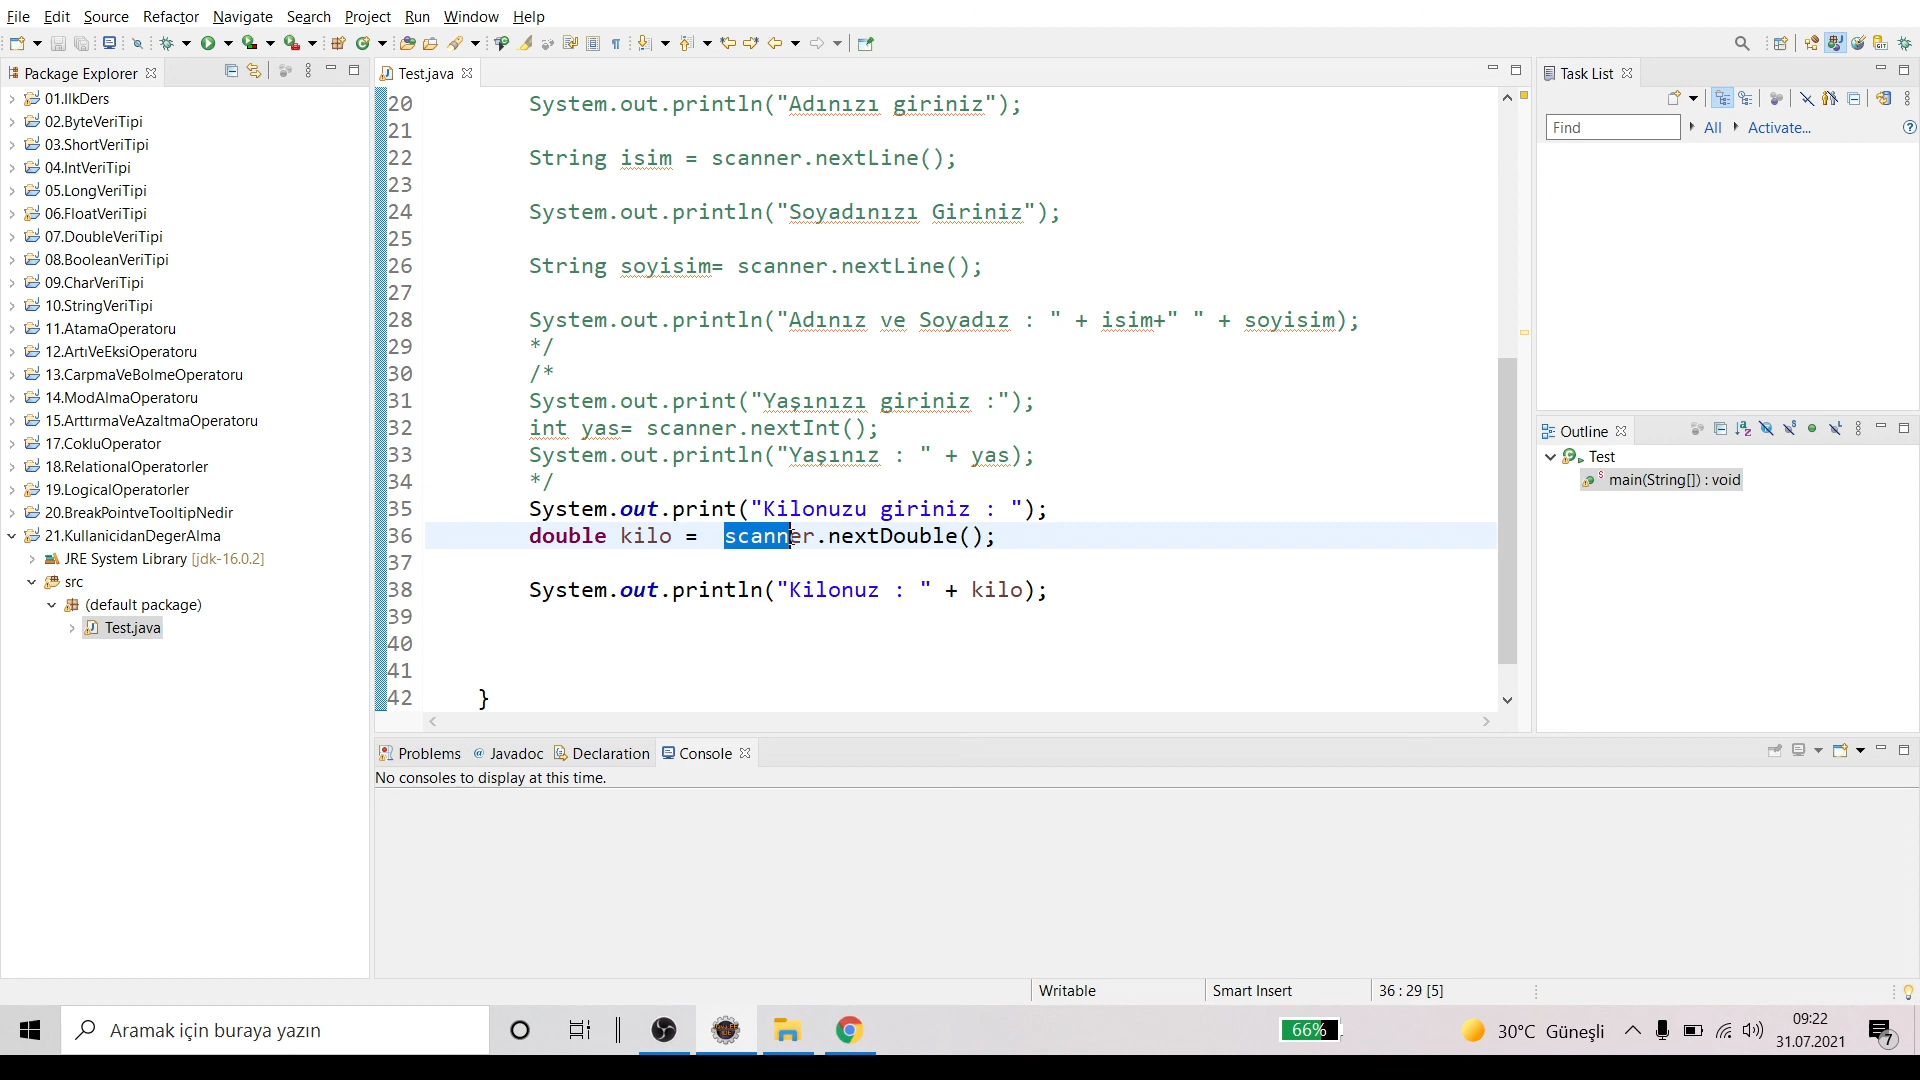 File Edit Source Refactor Navigate Search Project Run Window Help
Package Explorer
Test.java
Task List
01.IlkDers
02.ByteVeriTipi
03.ShortVeriTipi
04.IntVeriTipi
05.LongVeriTipi
06.FloatVeriTipi
07.DoubleVeriTipi
08.BooleanVeriTipi
09.CharVeriTipi
10.StringVeriTipi
11.AtamaOperatoru
12.ArtıVeEksiOperatoru
13.CarpmaVeBolmeOperatoru
14.ModAlmaOperatoru
15.ArttırmaVeAzaltmaOperatoru
17.CokluOperator
18.RelationalOperatorler
19.LogicalOperatorler
20.BreakPointveTooltipNedir
21.KullanicidanDegerAlma
JRE System Library [jdk-16.0.2]
src
(default package)
Test.java
20 System.out.println("Adınızı giriniz");
21
22 String isim = scanner.nextLine();
23
24 System.out.println("Soyadınızı Giriniz");
25
26 String soyisim= scanner.nextLine();
27
28 System.out.println("Adınız ve Soyadız : " + isim+" " + soyisim);
29 */
30 /*
31 System.out.print("Yaşınızı giriniz :");
32 int yas= scanner.nextInt();
33 System.out.println("Yaşınız : " + yas);
34 */
35 System.out.print("Kilonuzu giriniz : ");
36 double kilo =  scanner.nextDouble();
37
38 System.out.println("Kilonuz : " + kilo);
39
40
41
42 }
Find All Activate...
Outline
Test
main(String[]) : void
Problems Javadoc Declaration Console
No consoles to display at this time.
Writable Smart Insert 36 : 29 [5]
Aramak için buraya yazın
66%
30°C Güneşli
09:22
31.07.2021
7